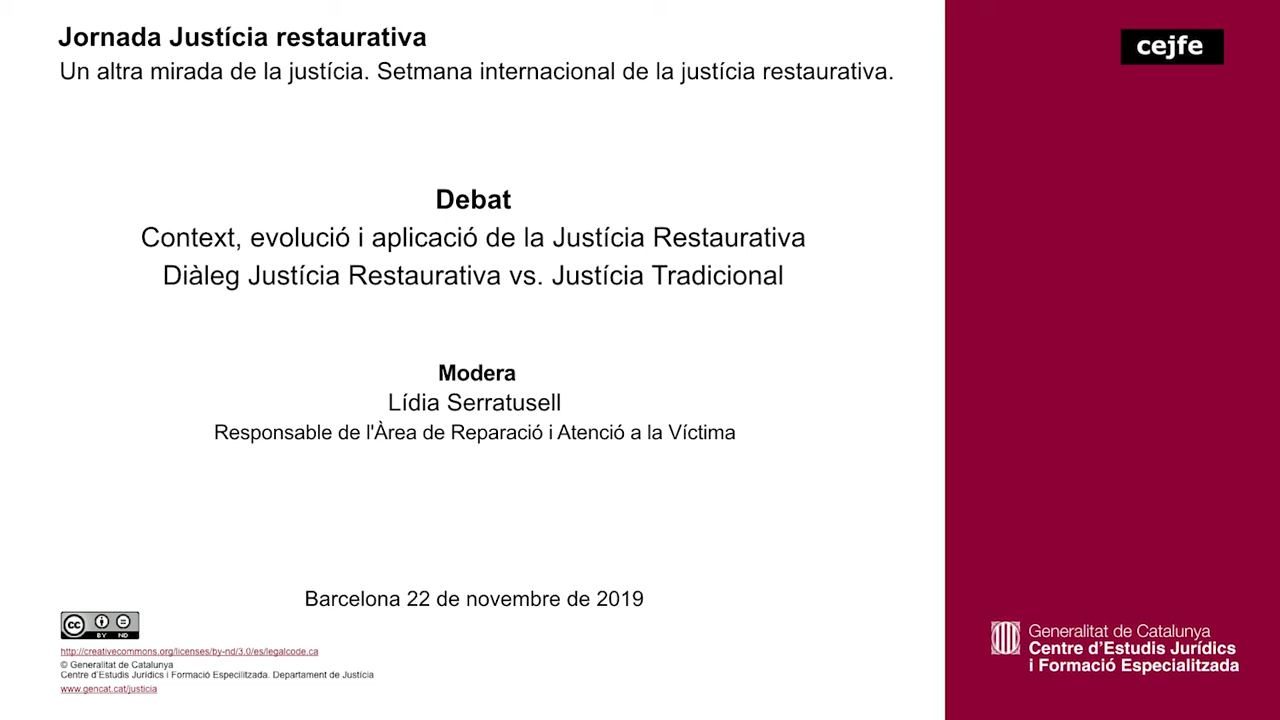 Jornada Justícia restaurativa
Un altra mirada de la justícia. Setmana internacional de la justícia restaurativa.
cejfe
Debat
Context, evolució i aplicació de la Justícia Restaurativa
Diàleg Justícia Restaurativa vs. Justícia Tradicional
Modera
Lídia Serratusell
Responsable de l'Àrea de Reparació i Atenció a la Víctima
Barcelona 22 de novembre de 2019
cc
BY ND
http://creativecommons.org/licenses/by-nd/3.0/es/legalcode.ca
© Generalitat de Catalunya
Centre d'Estudis Jurídics i Formació Especilitzada. Departament de Justícia
www.gencat.cat/justicia
Generalitat de Catalunya
Centre d'Estudis Jurídics
i Formació Especialitzada